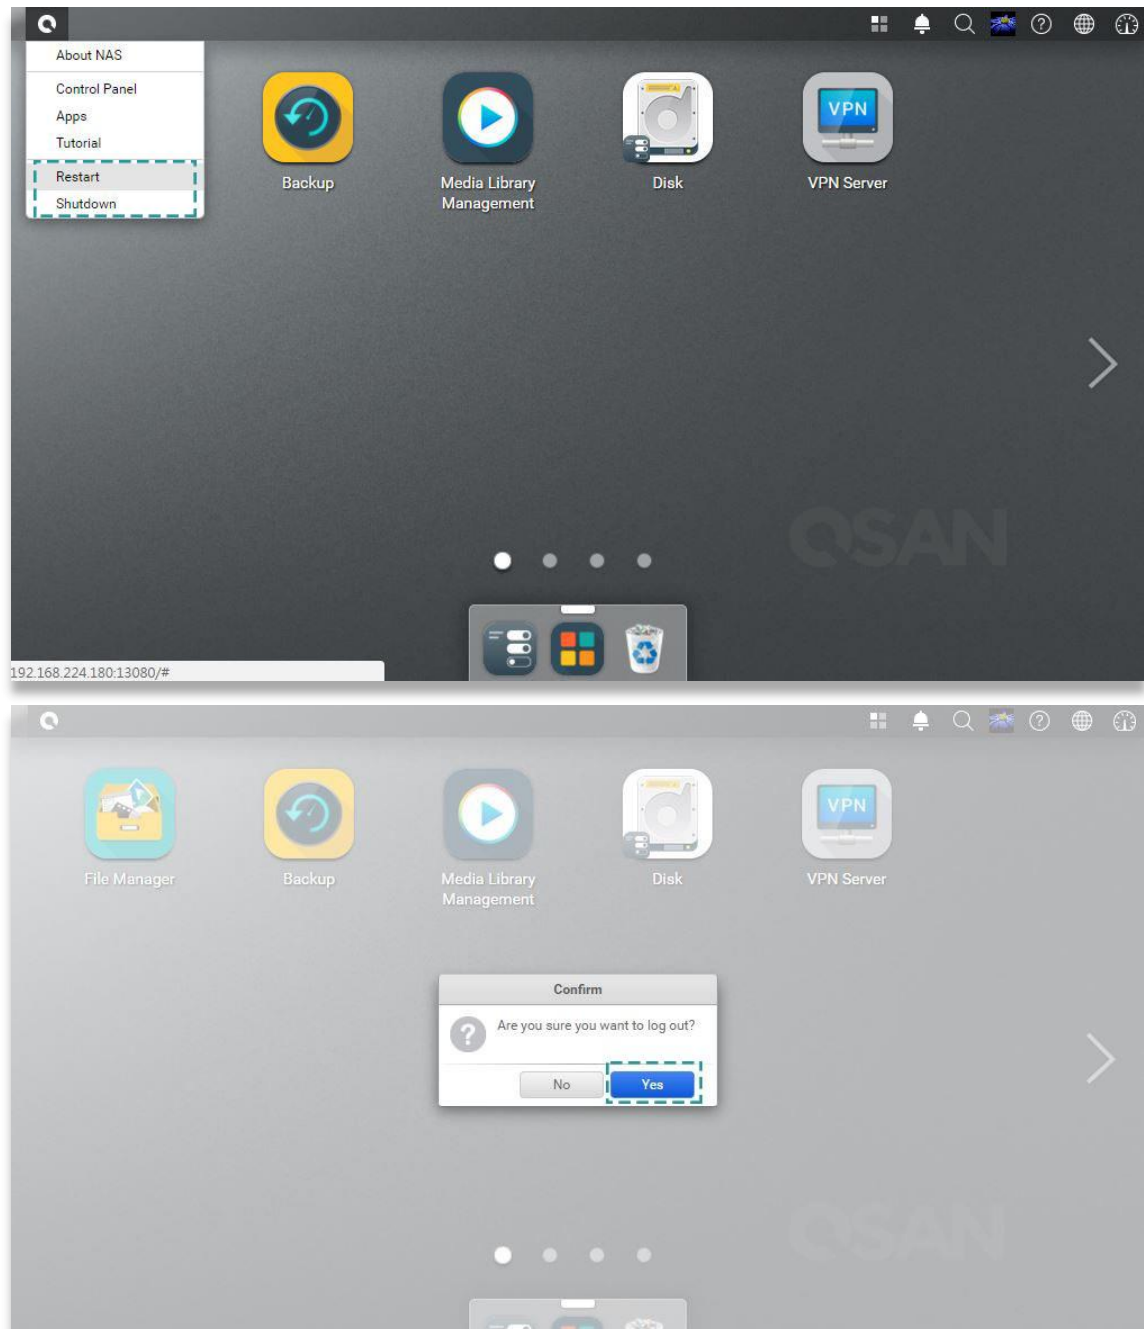 About NAS
Control Panel
Apps
Tutorial
Restart
Shutdown
Backup
Media Library
Management
Disk
VPN
VPN Server
QSAN
192.168.224.180:13080/#
File Manager
Backup
Media Library
Management
Disk
VPN
VPN Server
Confirm
Are you sure you want to log out?
No
Yes
QSAN